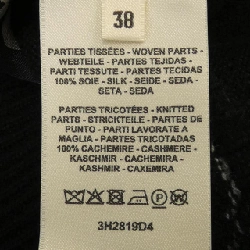 38
PARTIES TISSÉES - WOVEN PARTS -
WEBTEILE - PARTES TEJIDAS -
PARTI TESSUTE - PARTES TECIDAS
100% SOIE - SILK - SEIDE - SEDA -
SETA - SEDA
PARTIES TRICOTÉES - KNITTED
PARTS - STRICKTEILE - PARTES DE
PUNTO - PARTI LAVORATE A
MAGLIA - PARTES TRICOTADAS
100% CACHEMIRE - CASHMERE -
KASCHMIR - CACHEMIRA -
KASHMIR - CAXEMIRA
3H2819D4